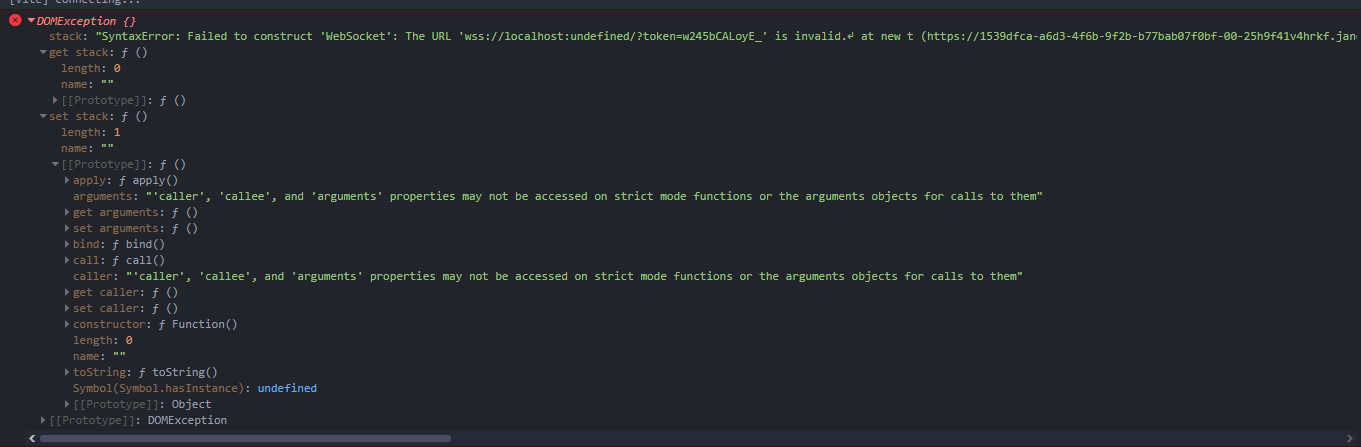 [vite] connecting...
DOMException {}
stack: "SyntaxError: Failed to construct 'WebSocket': The URL 'wss://localhost:undefined/?token=w245bCALoyE_' is invalid.↵ at new t (https://1539dfca-a6d3-4f6b-9f2b-b77bab07f0bf-00-25h9f41v4hrkf.jane
get stack: ƒ ()
length: 0
name: ""
[[Prototype]]: ƒ ()
set stack: ƒ ()
length: 1
name: ""
[[Prototype]]: ƒ ()
apply: ƒ apply()
arguments: "'caller', 'callee', and 'arguments' properties may not be accessed on strict mode functions or the arguments objects for calls to them"
get arguments: ƒ ()
set arguments: ƒ ()
bind: ƒ bind()
call: ƒ call()
caller: "'caller', 'callee', and 'arguments' properties may not be accessed on strict mode functions or the arguments objects for calls to them"
get caller: ƒ ()
set caller: ƒ ()
constructor: ƒ Function()
length: 0
name: ""
toString: ƒ toString()
Symbol(Symbol.hasInstance): undefined
[[Prototype]]: Object
[[Prototype]]: DOMException